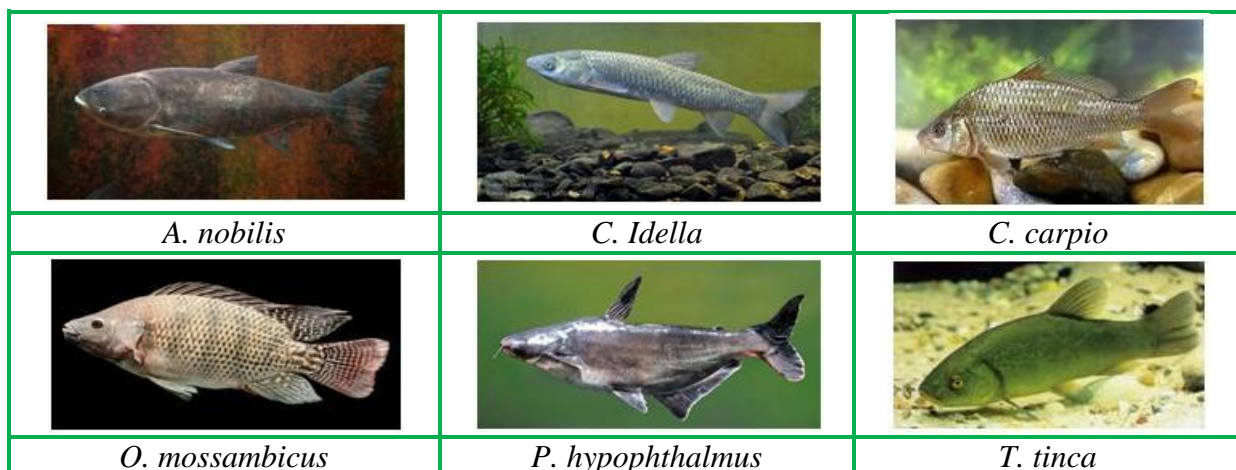 A. nobilis
C. Idella
C. carpio
O. mossambicus
P. hypophthalmus
T. tinca